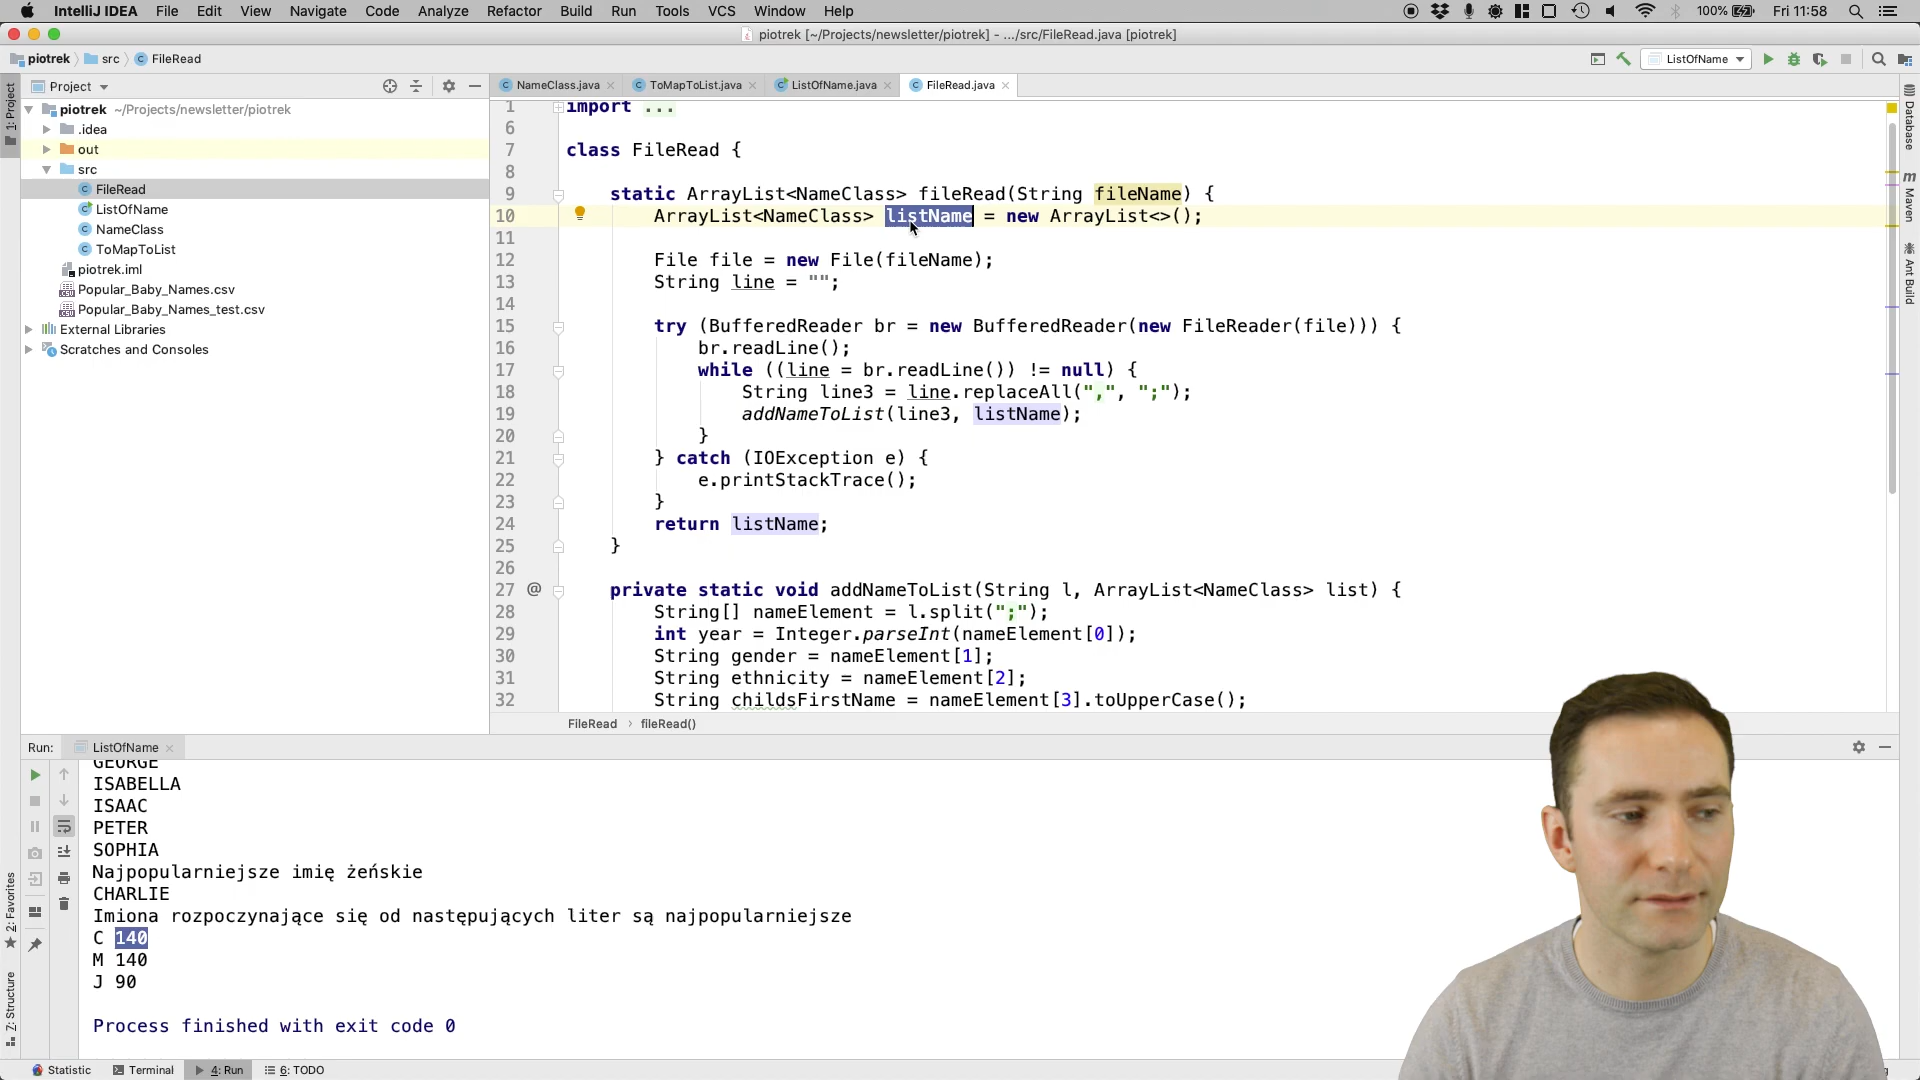 IntelliJ IDEA File Edit View Navigate Code Analyze Refactor Build Run Tools VCS Window Help 100% Fri 11:58
piotrek [~/Projects/newsletter/piotrek] - .../src/FileRead.java [piotrek]
piotrek src FileRead ListOfName
Project NameClass.java ToMapToList.java ListOfName.java FileRead.java
1: Project
piotrek ~/Projects/newsletter/piotrek
.idea
out
src
FileRead
ListOfName
NameClass
ToMapToList
piotrek.iml
Popular_Baby_Names.csv
Popular_Baby_Names_test.csv
External Libraries
Scratches and Consoles
1 import ...
6
7 class FileRead {
8
9 static ArrayList<NameClass> fileRead(String fileName) {
10 ArrayList<NameClass> listName = new ArrayList<>();
11
12 File file = new File(fileName);
13 String line = "";
14
15 try (BufferedReader br = new BufferedReader(new FileReader(file))) {
16 br.readLine();
17 while ((line = br.readLine()) != null) {
18 String line3 = line.replaceAll(",", ";");
19 addNameToList(line3, listName);
20 }
21 } catch (IOException e) {
22 e.printStackTrace();
23 }
24 return listName;
25 }
26
27 @ private static void addNameToList(String l, ArrayList<NameClass> list) {
28 String[] nameElement = l.split(";");
29 int year = Integer.parseInt(nameElement[0]);
30 String gender = nameElement[1];
31 String ethnicity = nameElement[2];
32 String childsFirstName = nameElement[3].toUpperCase();
FileRead fileRead()
Database
m Maven
Ant Build
Run: ListOfName
GEORGE
ISABELLA
ISAAC
PETER
SOPHIA
Najpopularniejsze imię żeńskie
CHARLIE
Imiona rozpoczynające się od następujących liter są najpopularniejsze
C 140
M 140
J 90
Process finished with exit code 0
2: Favorites
Z: Structure
Statistic Terminal 4: Run 6: TODO